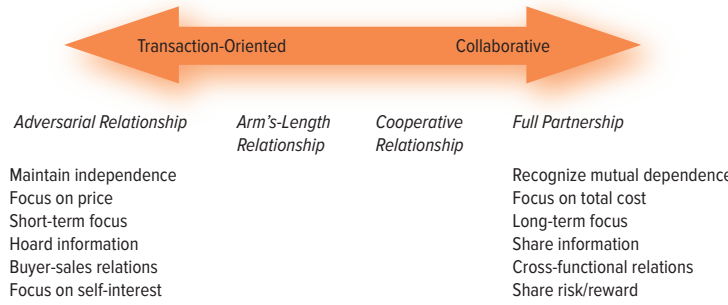 Transaction-Oriented
Collaborative
Adversarial Relationship
Arm's-Length
Relationship
Cooperative
Relationship
Full Partnership
Maintain independence
Focus on price
Short-term focus
Hoard information
Buyer-sales relations
Focus on self-interest
Recognize mutual dependence
Focus on total cost
Long-term focus
Share information
Cross-functional relations
Share risk/reward